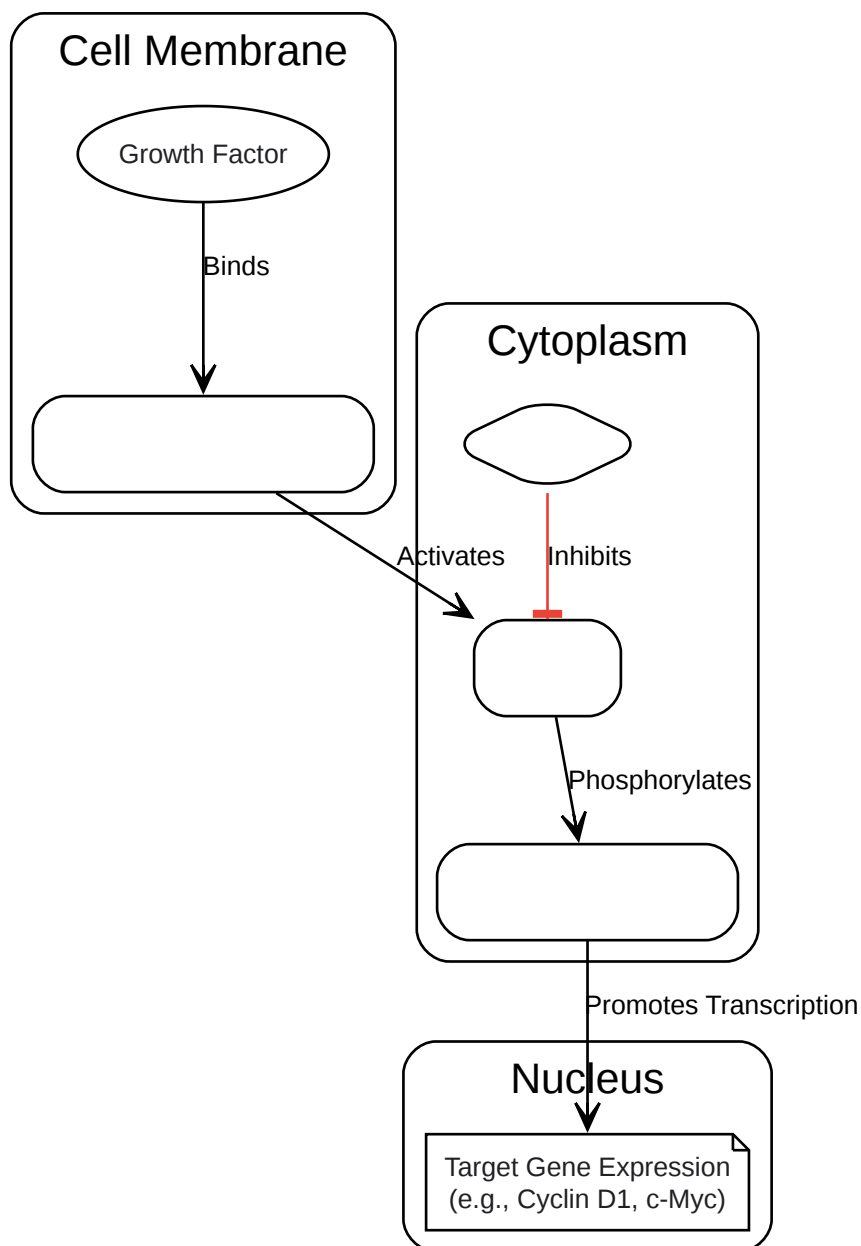 Cell Membrane
Growth Factor
Binds
Cytoplasm
Activates
Inhibits
Phosphorylates
Promotes Transcription
Nucleus
Target Gene Expression
(e.g., Cyclin D1, c-Myc)